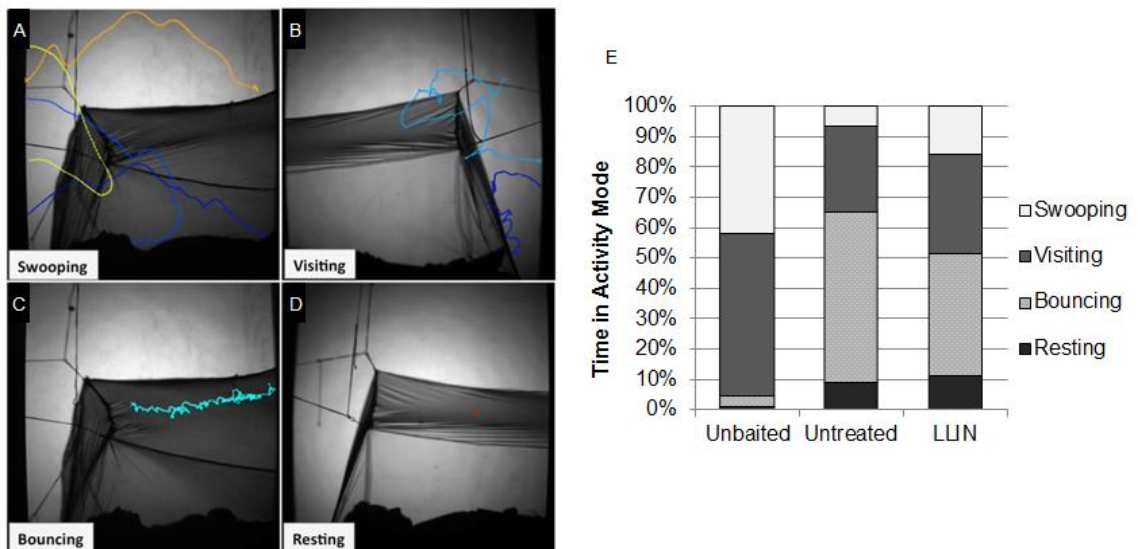 A
Swooping
B
Visiting
C
Bouncing
D
Resting
E
100%
90%
80%
70%
60%
50%
40%
30%
20%
10%
0%
Time in Activity Mode
Unbaited
Untreated
LLIN
Swooping
Visiting
Bouncing
Resting